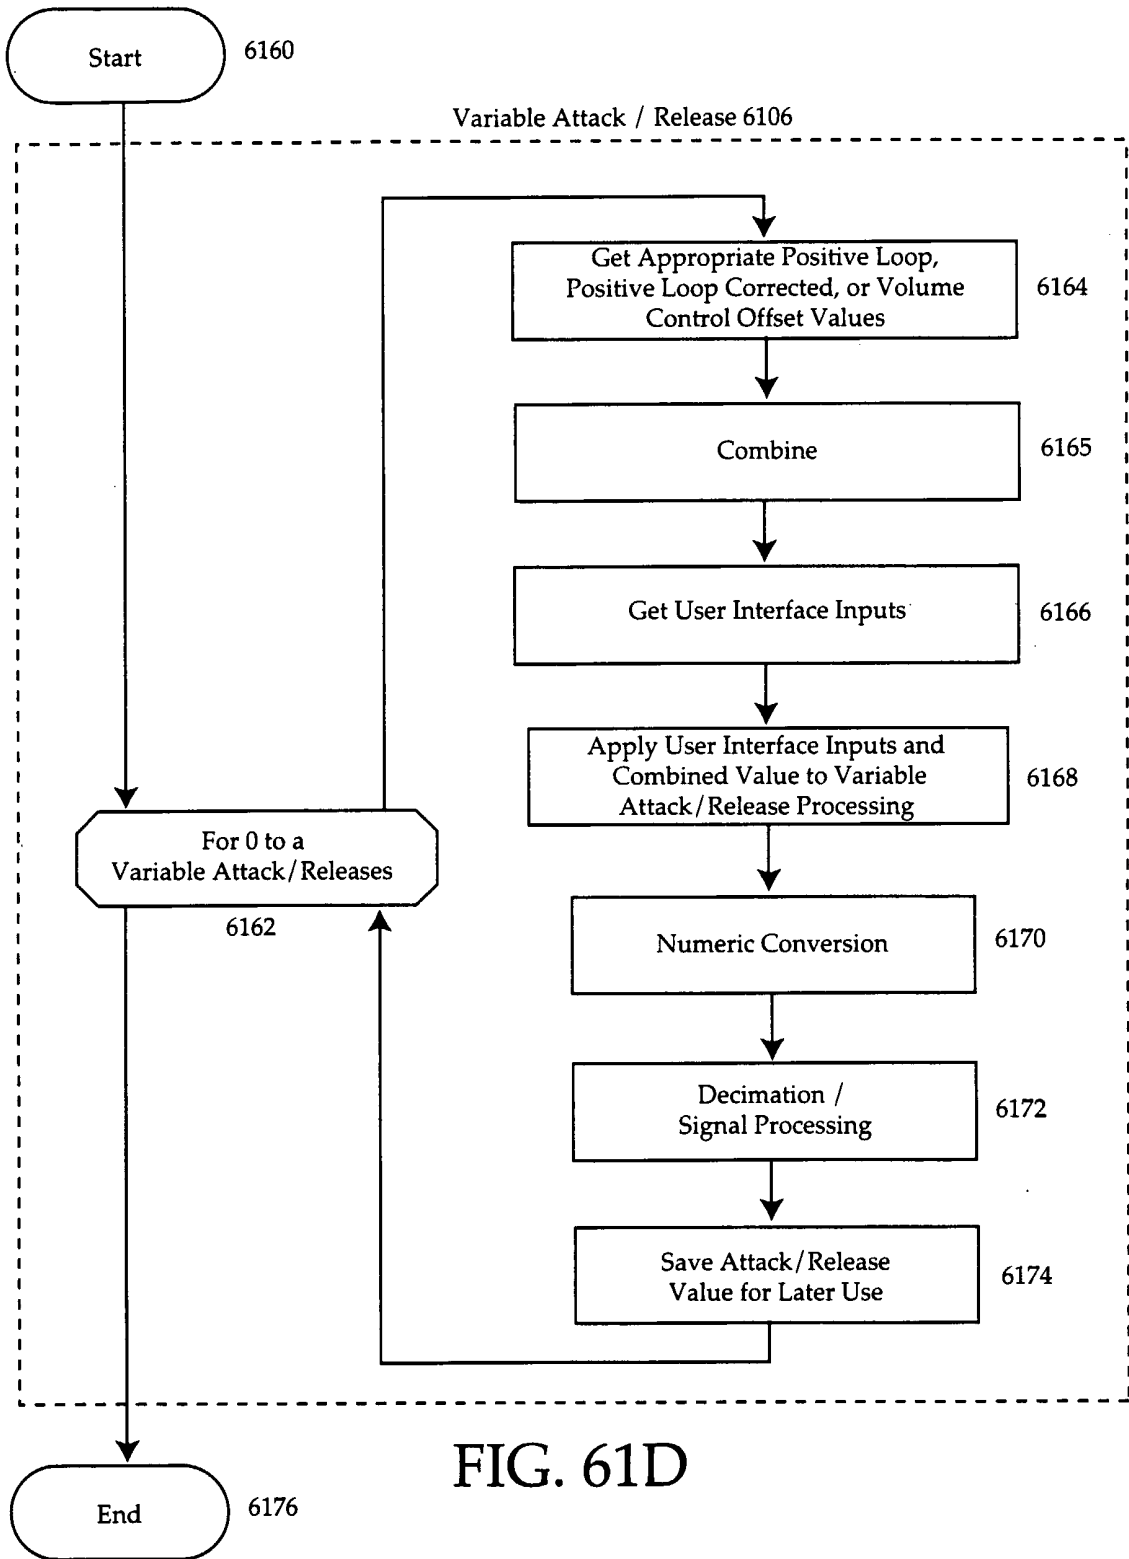 Start
6160
Variable Attack / Release 6106
Get Appropriate Positive Loop,
Positive Loop Corrected, or Volume
Control Offset Values
6164
Combine
6165
Get User Interface Inputs
6166
Apply User Interface Inputs and
Combined Value to Variable
Attack/Release Processing
6168
For 0 to a
Variable Attack/Releases
6162
Numeric Conversion
6170
Decimation /
Signal Processing
6172
Save Attack/Release
Value for Later Use
6174
FIG. 61D
End
6176